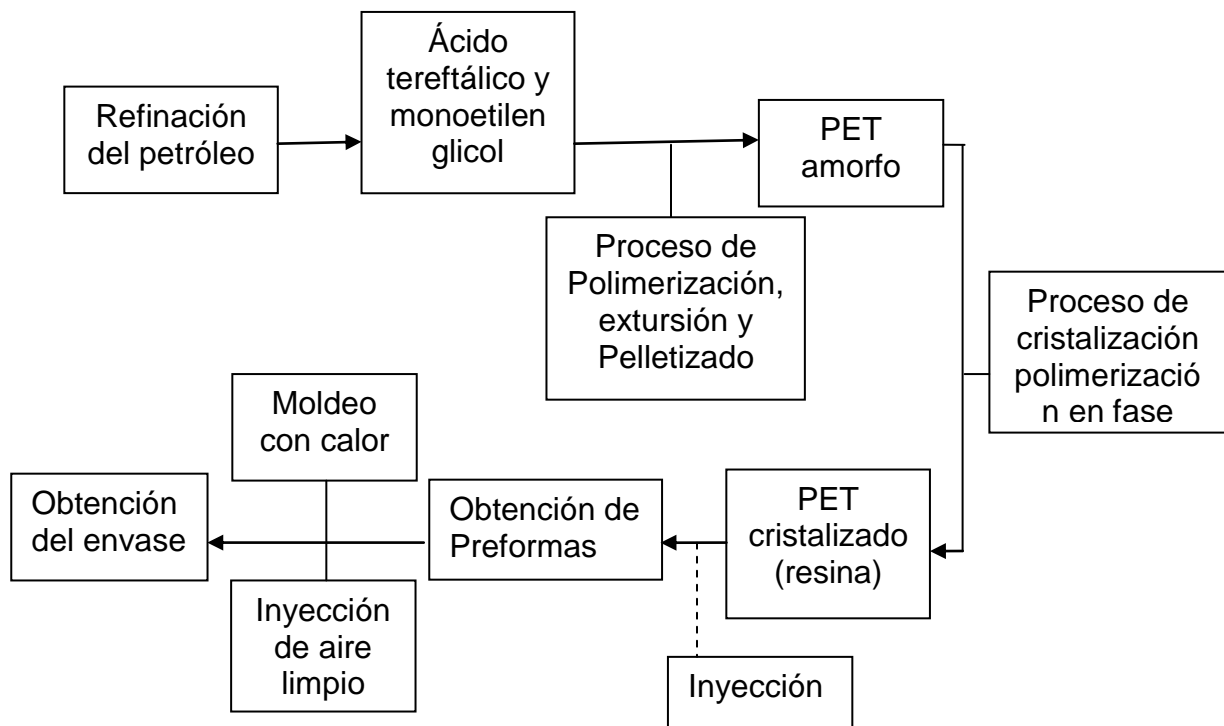 Refinación
del petróleo
Ácido
tereftálico y
monoetilen
glicol
PET
amorfo
Proceso de
Polimerización,
extursión y
Pelletizado
Proceso de
cristalización
polimerizació
n en fase
Moldeo
con calor
Obtención
del envase
Obtención de
Preformas
PET
cristalizado
(resina)
Inyección
de aire
limpio
Inyección